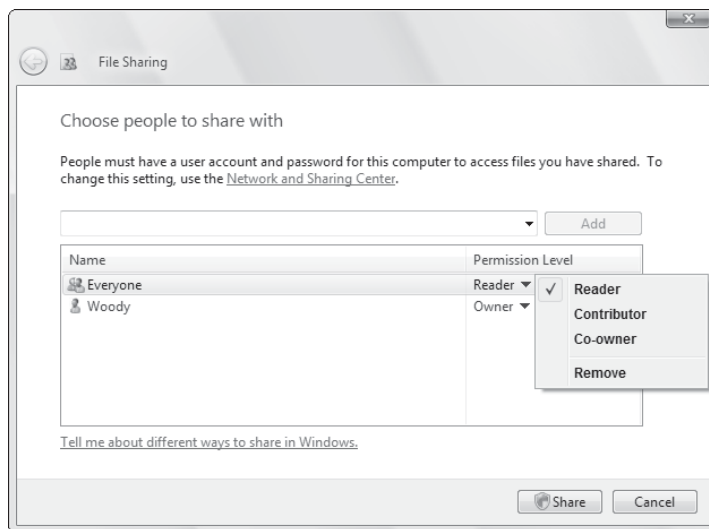 File Sharing
Choose people to share with
People must have a user account and password for this computer to access files you have shared. To
change this setting, use the Network and Sharing Center.
Add
Name Permission Level
Everyone Reader
Woody Owner
Reader
Contributor
Co-owner
Remove
Tell me about different ways to share in Windows.
Share Cancel